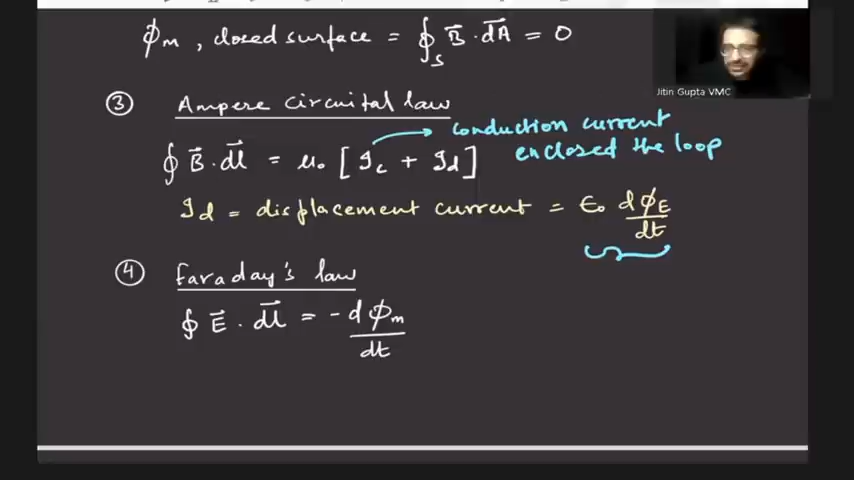 ϕm , closed surface = ∮s B⃗ · dA⃗ = 0
Jitin Gupta VMC
③ Ampere circuital law
conduction current
enclosed the loop
∮ B⃗ · dl⃗ = μ₀ [ Ic + Id ]
Id = displacement current = ϵ₀ dϕE/dt
④ Faraday's law
∮ E⃗ · dl⃗ = - dϕm/dt